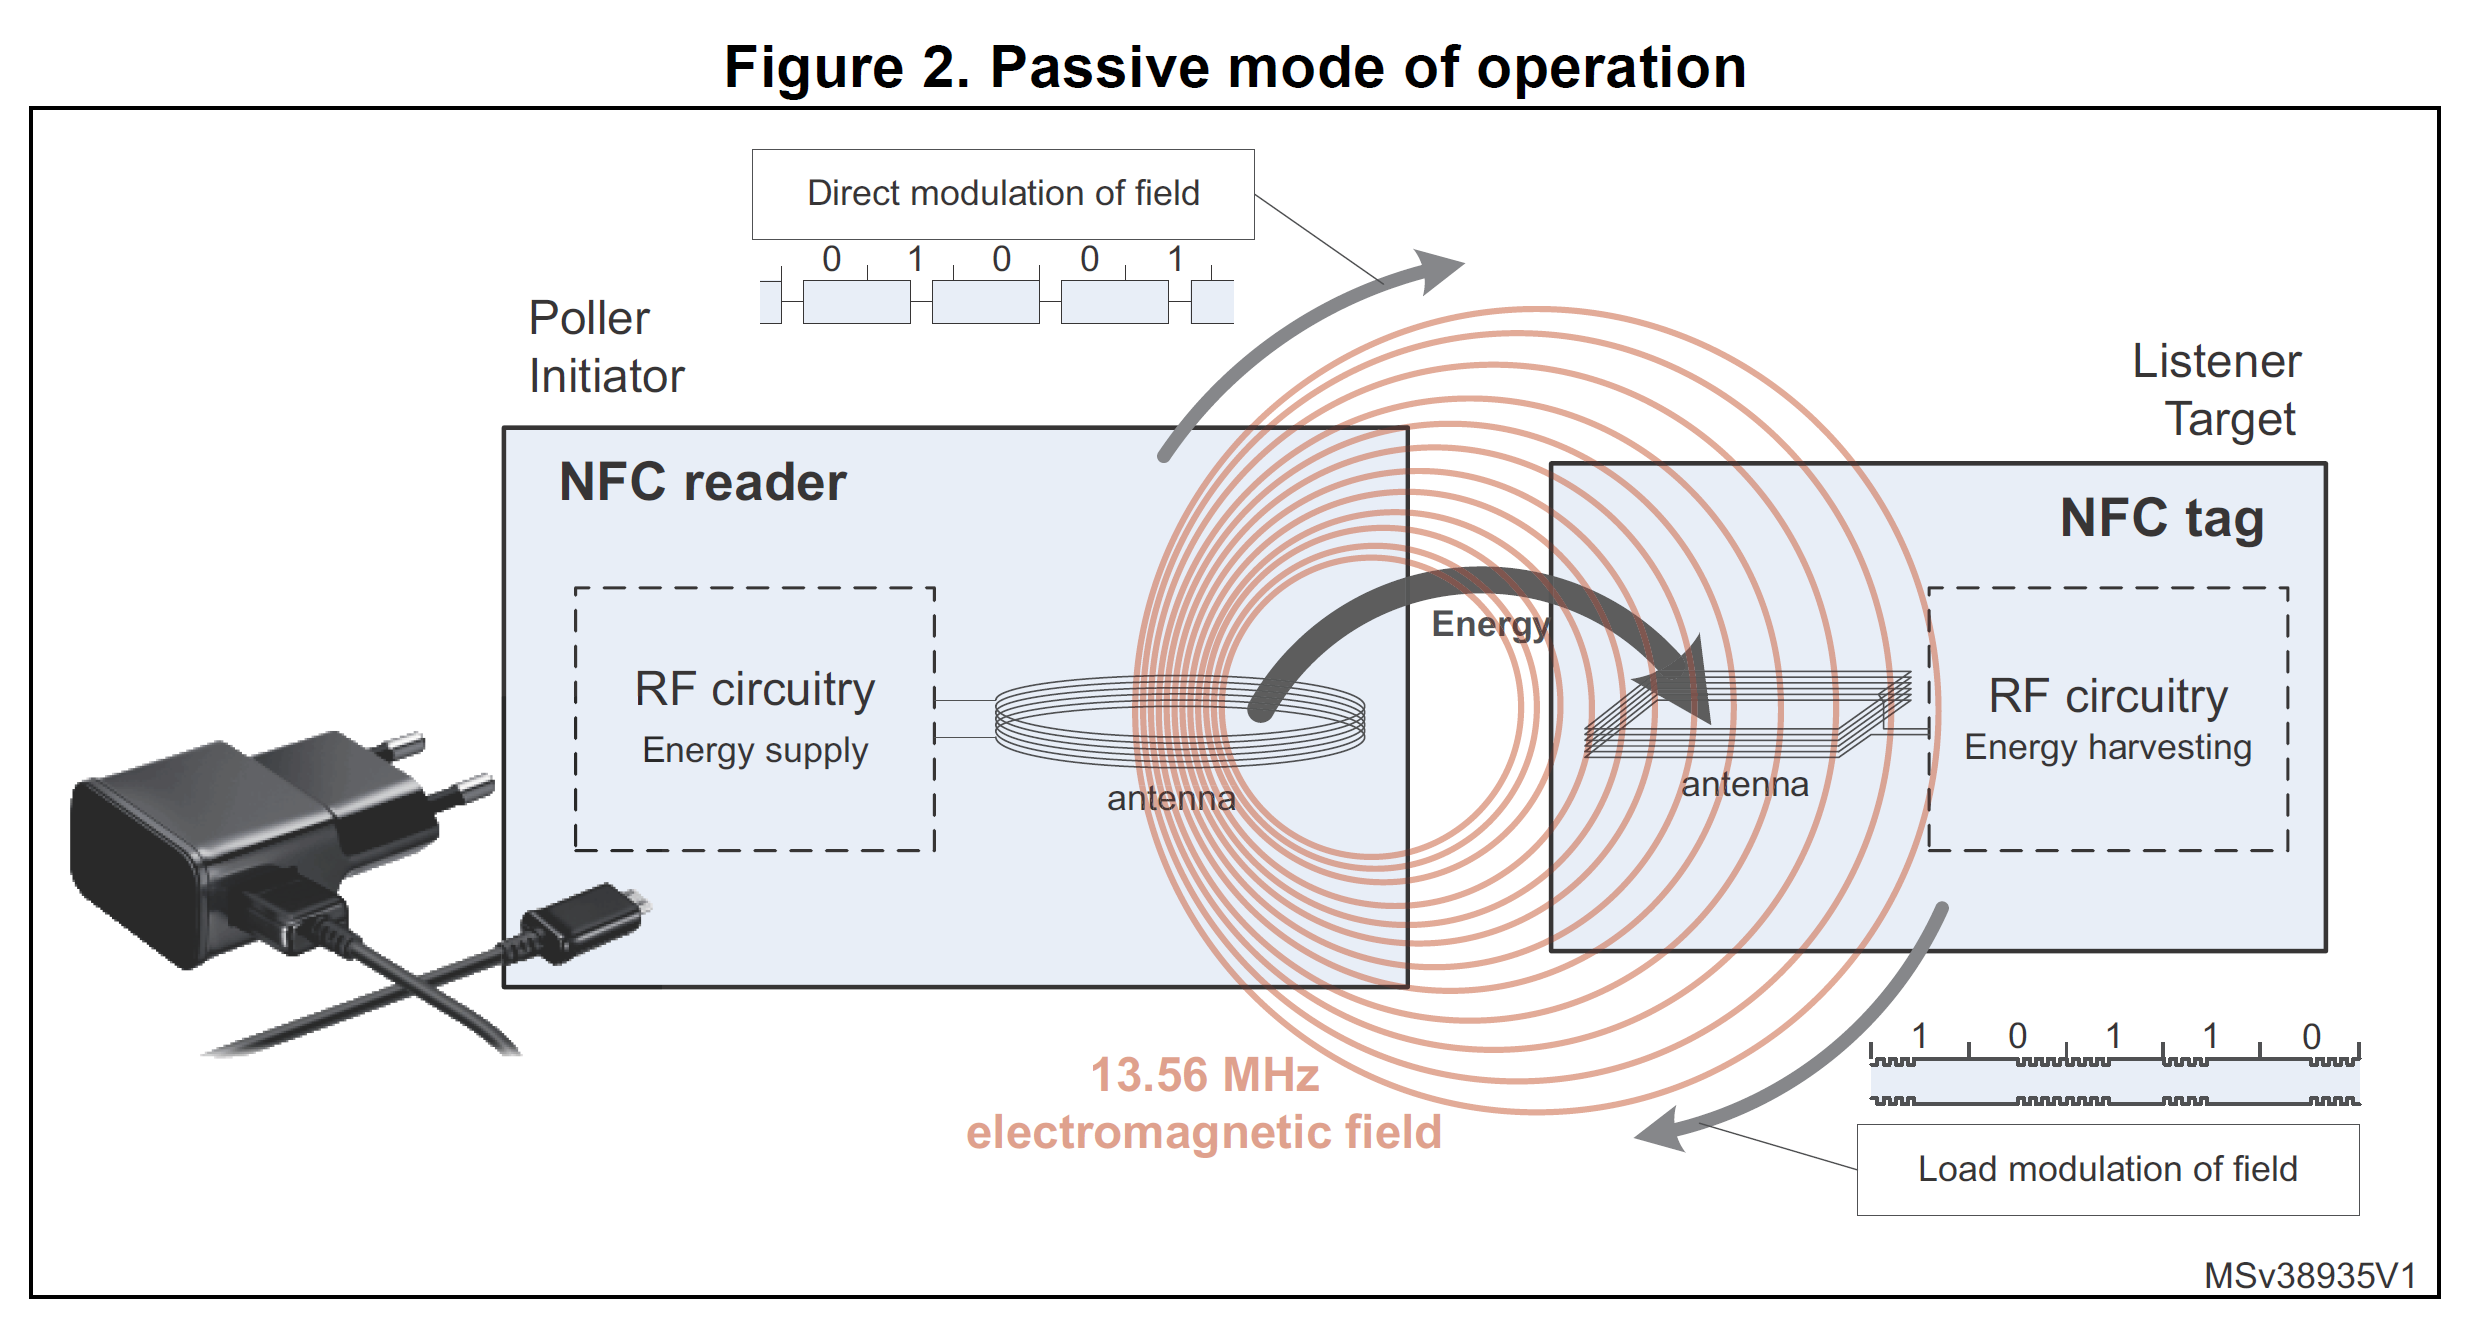 Figure 2. Passive mode of operation
Direct modulation of field
0 1 0 0 1
Poller
Initiator
Listener
Target
NFC reader
NFC tag
Energy
RF circuitry
Energy supply
antenna
RF circuitry
Energy harvesting
antenna
13.56 MHz
electromagnetic field
1 0 1 1 0
Load modulation of field
MSv38935V1